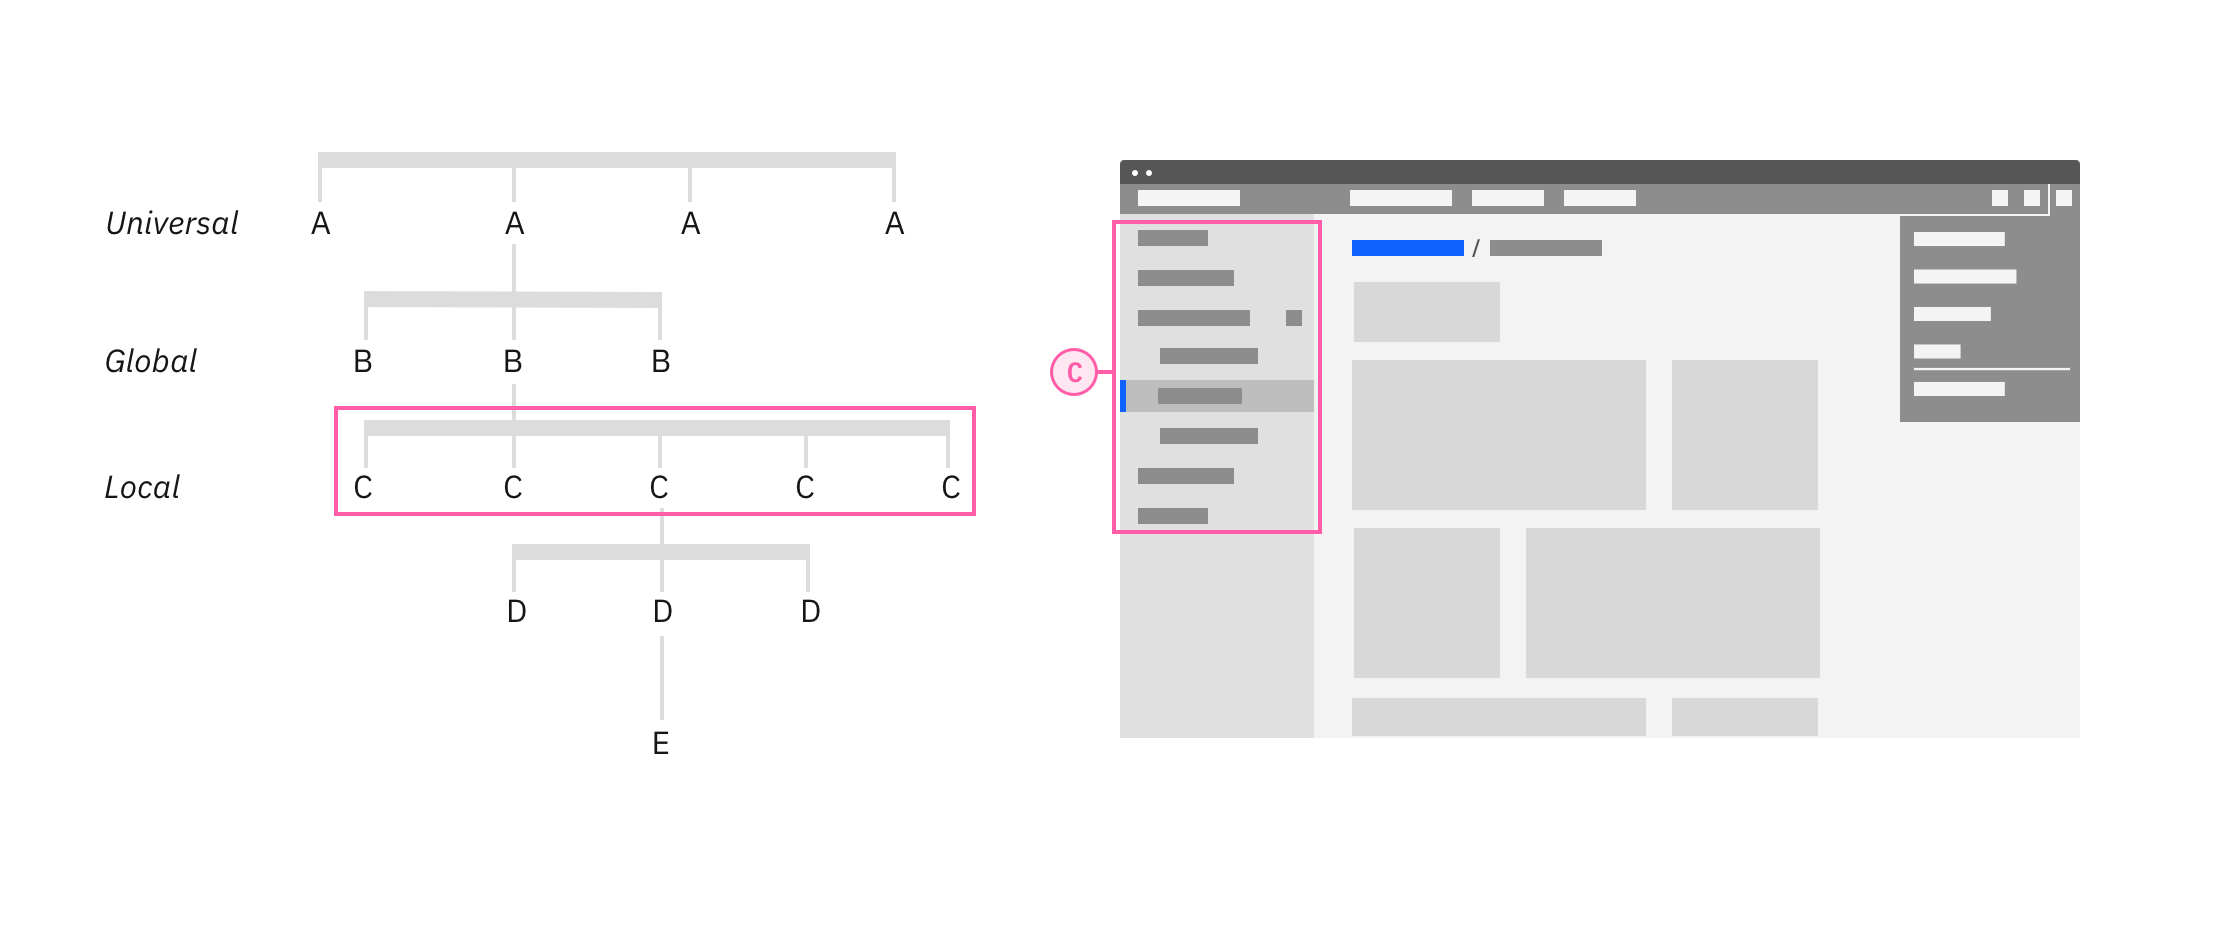 Universal A A A A
Global B B B
Local C C C C C
D D D
E
C
/